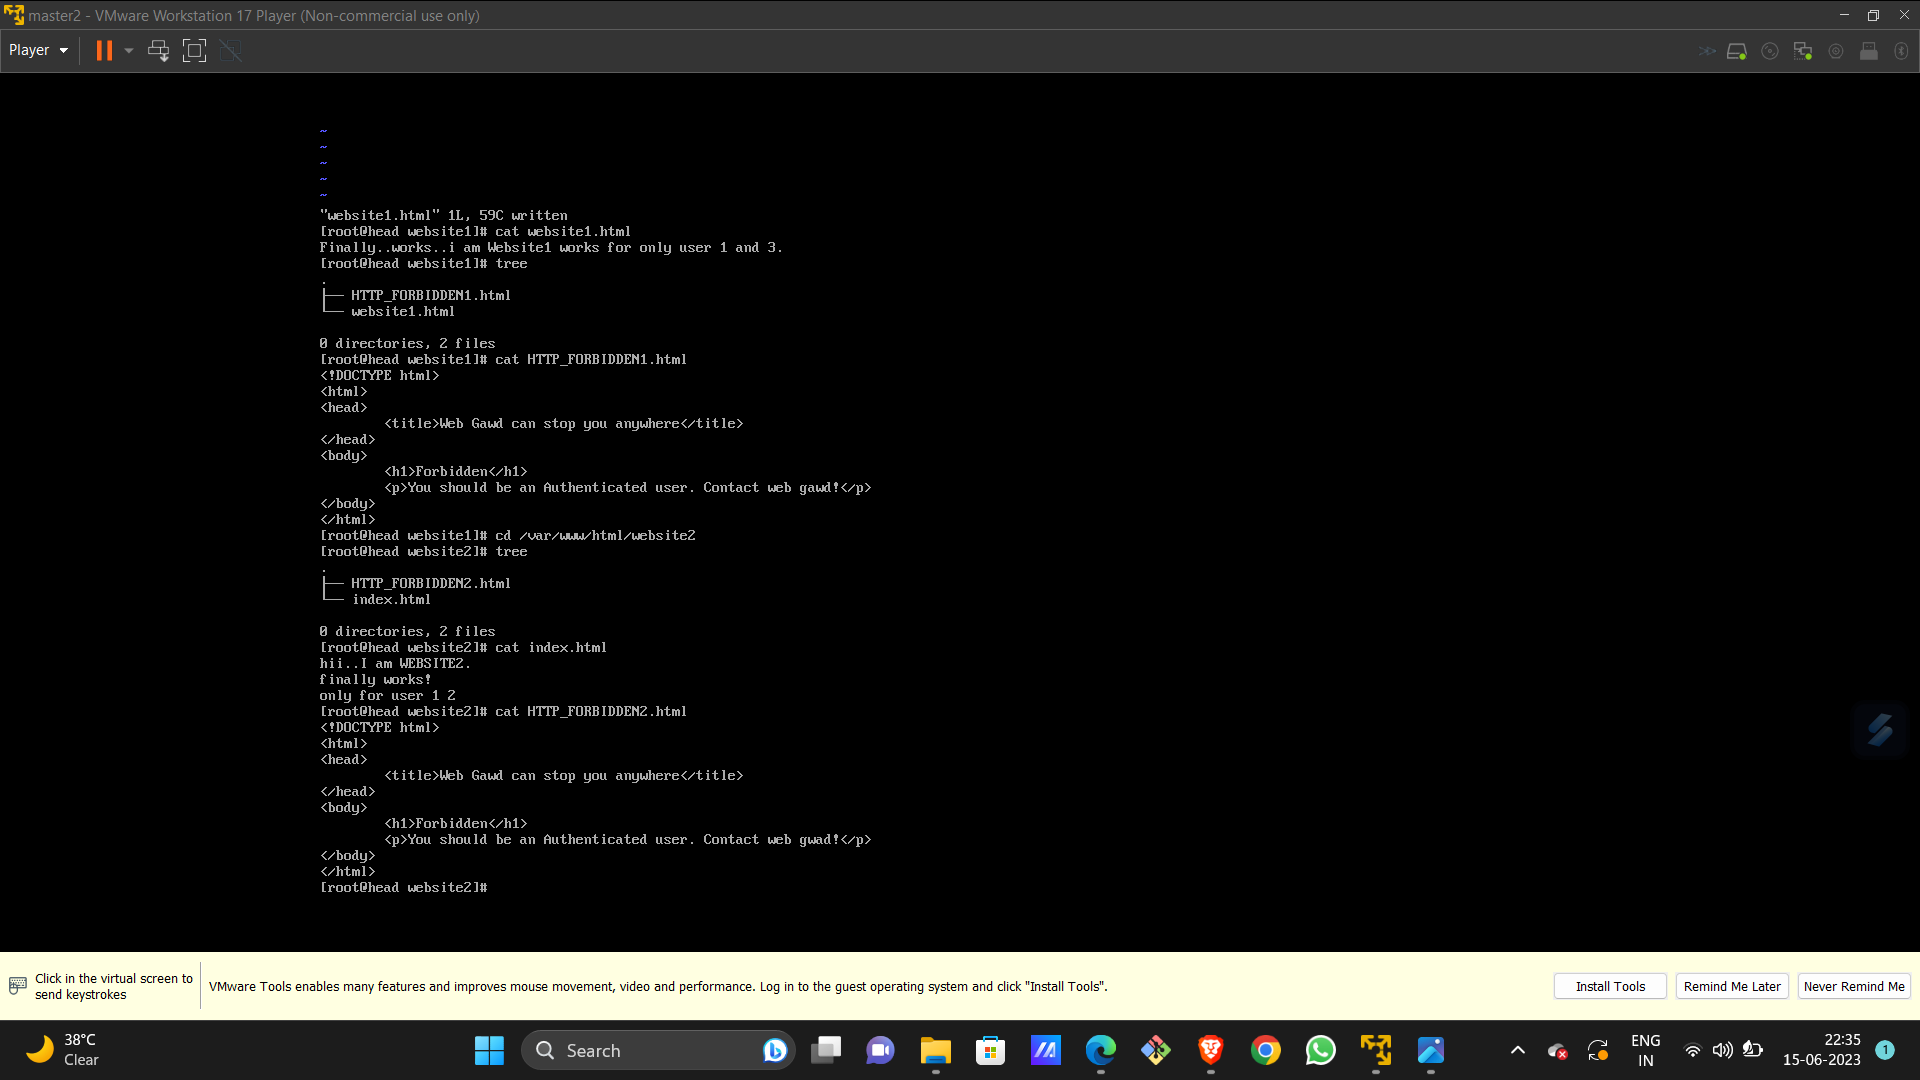 master2 - VMware Workstation 17 Player (Non-commercial use only)
Player
~
~
~
~
~
"website1.html" 1L, 59C written
[root@head website1]# cat website1.html
Finally..works..i am Website1 works for only user 1 and 3.
[root@head website1]# tree
.
├── HTTP_FORBIDDEN1.html
└── website1.html
0 directories, 2 files
[root@head website1]# cat HTTP_FORBIDDEN1.html
<!DOCTYPE html>
<html>
<head>
<title>Web Gawd can stop you anywhere</title>
</head>
<body>
<h1>Forbidden</h1>
<p>You should be an Authenticated user. Contact web gawd!</p>
</body>
</html>
[root@head website1]# cd /var/www/html/website2
[root@head website2]# tree
.
├── HTTP_FORBIDDEN2.html
└── index.html
0 directories, 2 files
[root@head website2]# cat index.html
hii..I am WEBSITE2.
finally works!
only for user 1 2
[root@head website2]# cat HTTP_FORBIDDEN2.html
<!DOCTYPE html>
<html>
<head>
<title>Web Gawd can stop you anywhere</title>
</head>
<body>
<h1>Forbidden</h1>
<p>You should be an Authenticated user. Contact web gwad!</p>
</body>
</html>
[root@head website2]#
Click in the virtual screen to
send keystrokes
VMware Tools enables many features and improves mouse movement, video and performance. Log in to the guest operating system and click "Install Tools".
Install Tools
Remind Me Later
Never Remind Me
38°C
Clear
Search
ENG
IN
22:35
15-06-2023
1